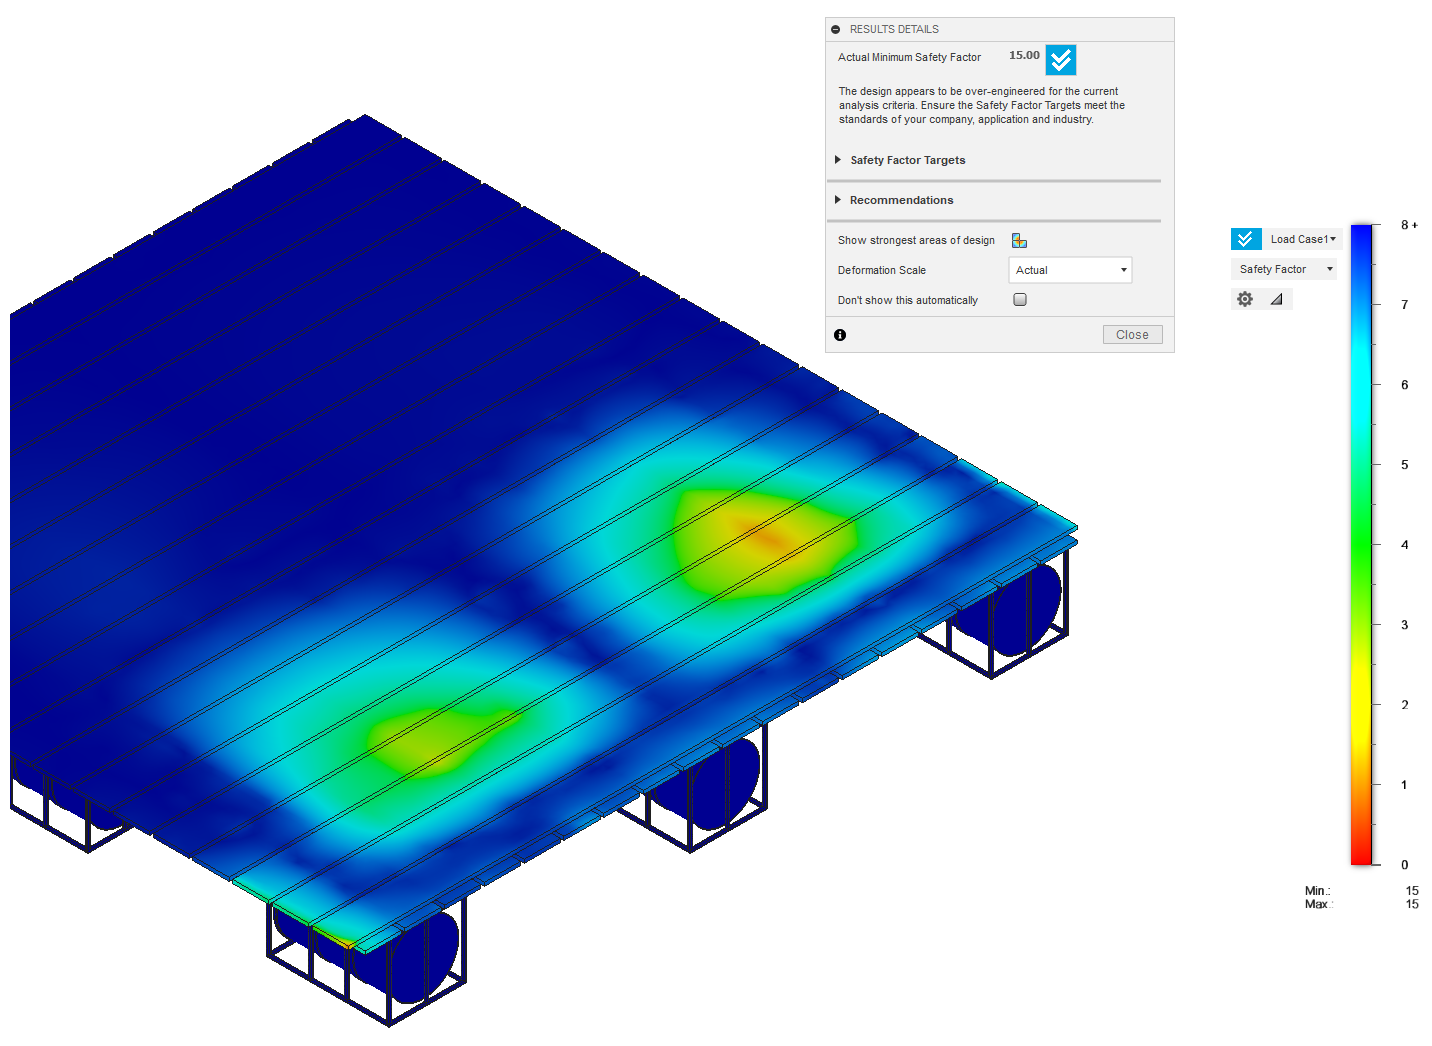 RESULTS DETAILS
Actual Minimum Safety Factor 15.00
The design appears to be over-engineered for the current
analysis criteria. Ensure the Safety Factor Targets meet the
standards of your company, application and industry.
Safety Factor Targets
Recommendations
Show strongest areas of design
Deformation Scale Actual
Don't show this automatically
Close
Load Case1
Safety Factor
8 +
7
6
5
4
3
2
1
0
Min.: 15
Max.: 15